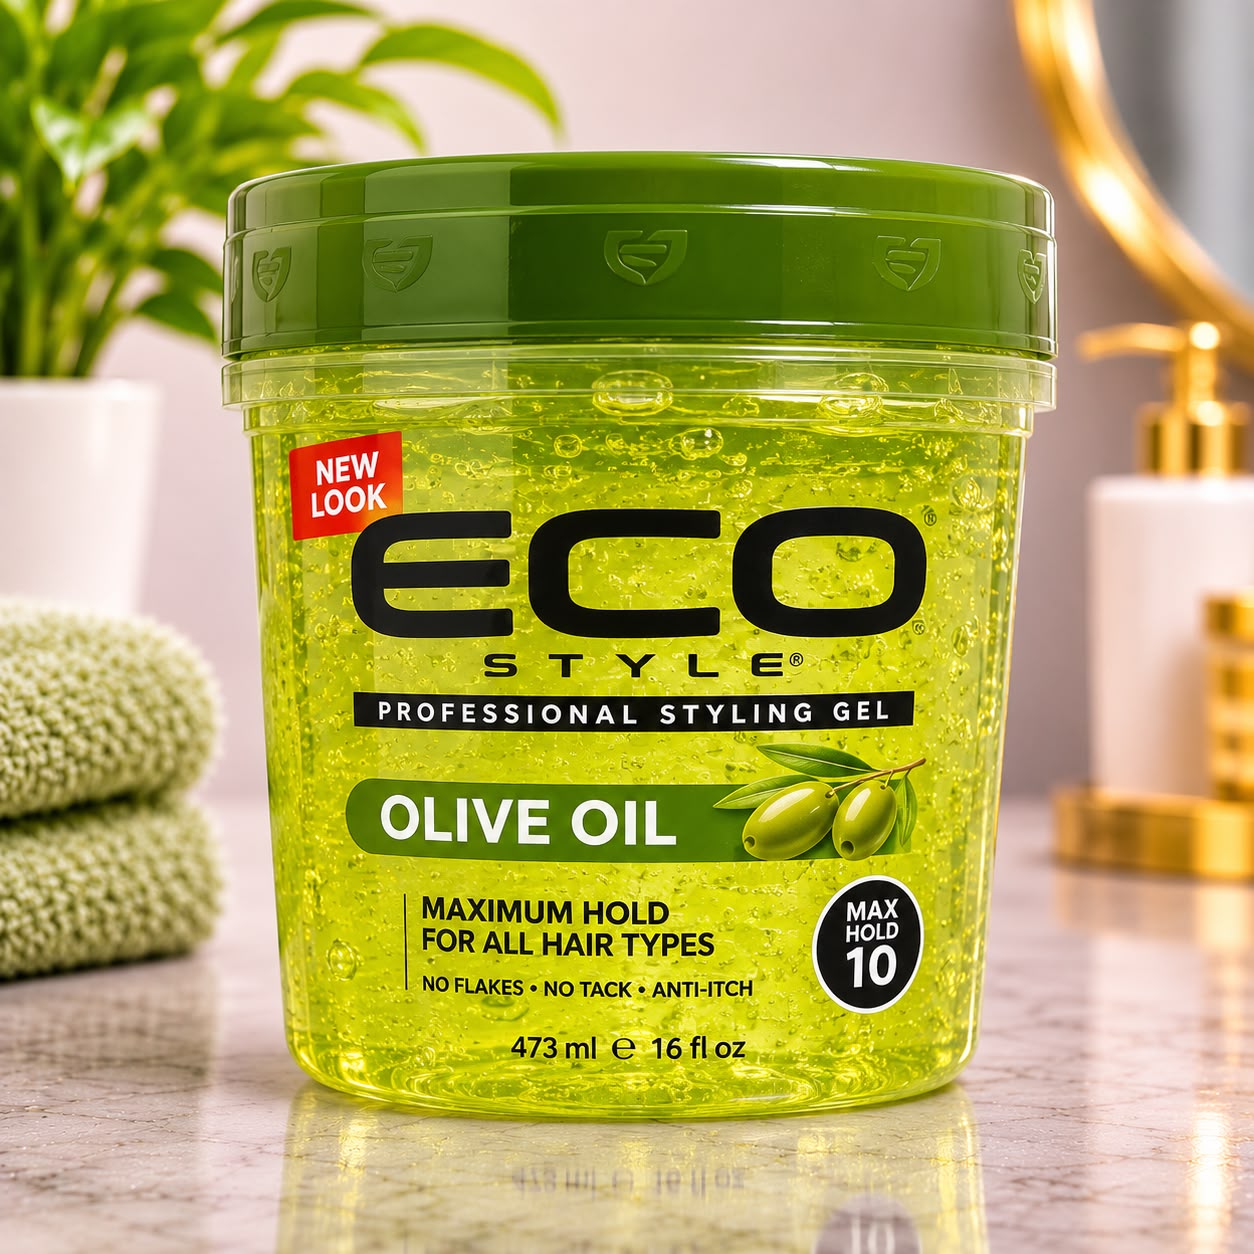 NEW
LOOK
ECO®
STYLE®
PROFESSIONAL STYLING GEL
OLIVE OIL
MAXIMUM HOLD
FOR ALL HAIR TYPES
NO FLAKES • NO TACK • ANTI-ITCH
MAX
HOLD
10
473 ml ℮ 16 fl oz